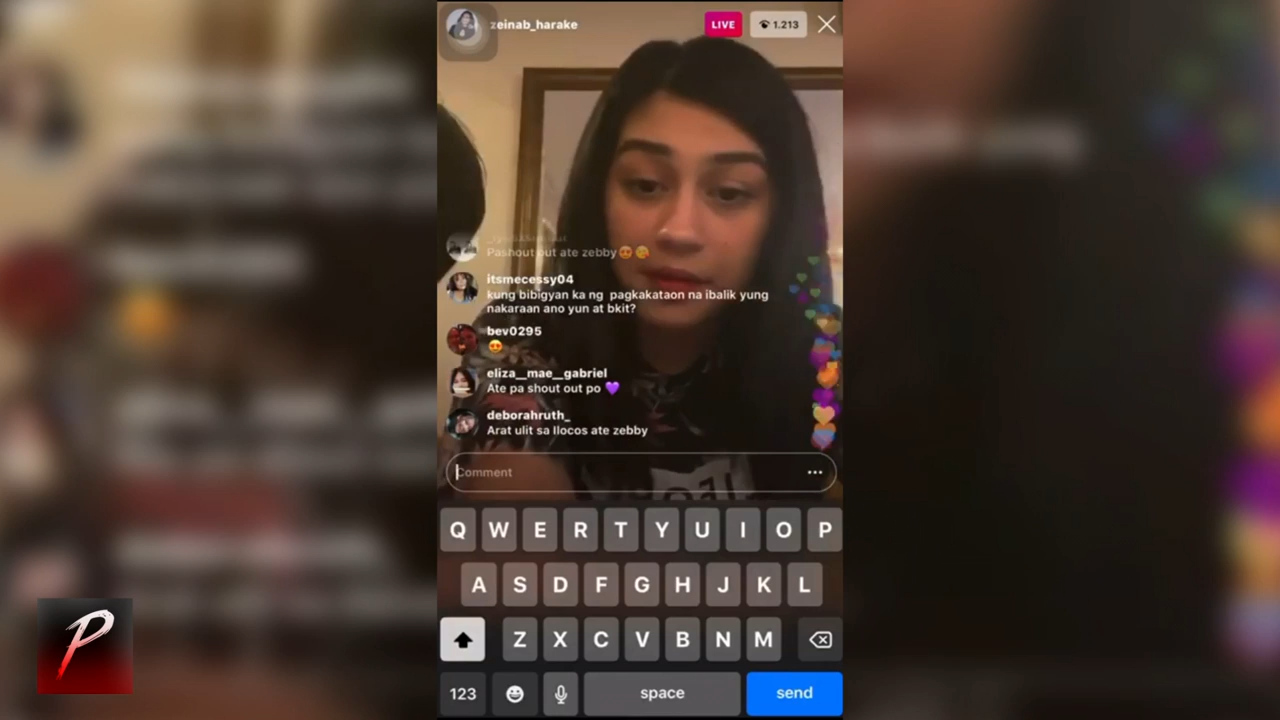 zeinab_harake
LIVE
1.213
Pashout out ate zebby😍😘
itsmecessy04
kung bibigyan ka ng pagkakataon na ibalik yung
nakaraan ano yun at bkit?
bev0295
😍
eliza__mae__gabriel
Ate pa shout out po 💜
deborahruth_
Arat ulit sa Ilocos ate zebby
Comment
Q W E R T Y U I O P
A S D F G H J K L
Z X C V B N M
123 space send
P